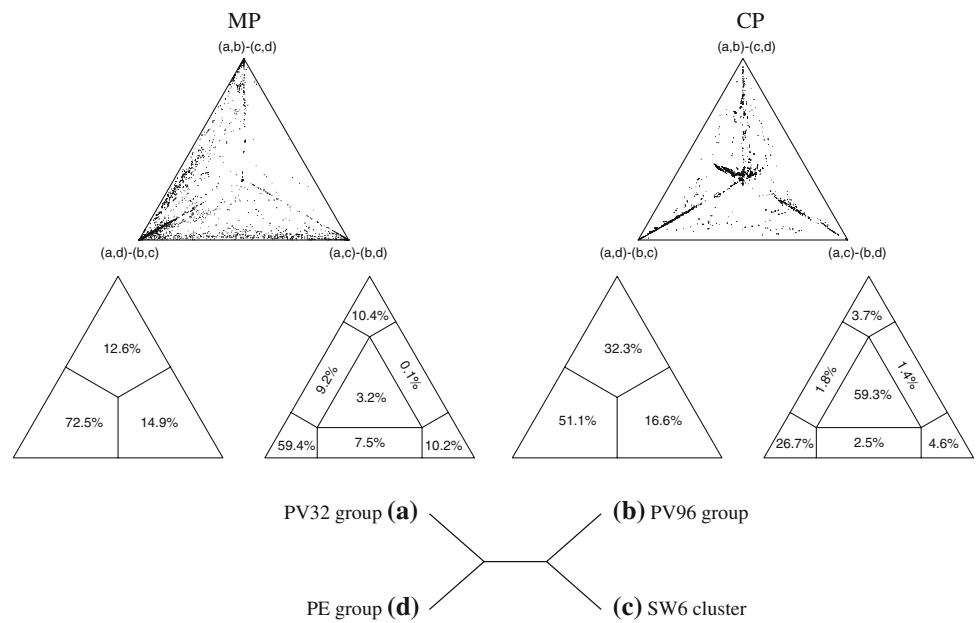 MP
CP
(a,b)-(c,d)
(a,b)-(c,d)
(a,d)-(b,c)
(a,c)-(b,d)
(a,d)-(b,c)
(a,c)-(b,d)
12.6%
72.5%
14.9%
10.4%
9.2%
0.1%
3.2%
59.4%
7.5%
10.2%
32.3%
51.1%
16.6%
3.7%
1.8%
1.4%
59.3%
26.7%
2.5%
4.6%
PV32 group (a)
(b) PV96 group
PE group (d)
(c) SW6 cluster